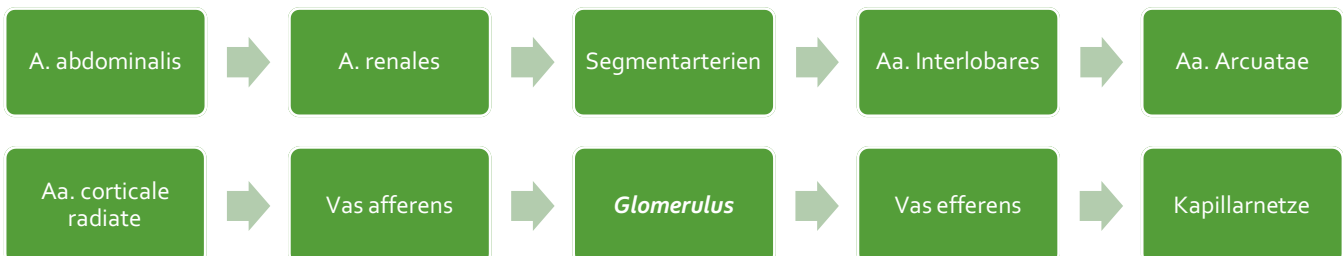 A. abdominalis
A. renales
Segmentarterien
Aa. Interlobares
Aa. Arcuatae
Aa. corticale
radiate
Vas afferens
Glomerulus
Vas efferens
Kapillarnetze